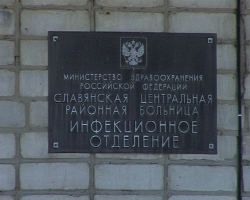 МИНИСТЕРСТВО ЗДРАВООХРАНЕНИЯ
РОССИЙСКОЙ ФЕДЕРАЦИИ
СЛАВЯНСКАЯ ЦЕНТРАЛЬНАЯ
РАЙОННАЯ БОЛЬНИЦА
ИНФЕКЦИОННОЕ
ОТДЕЛЕНИЕ